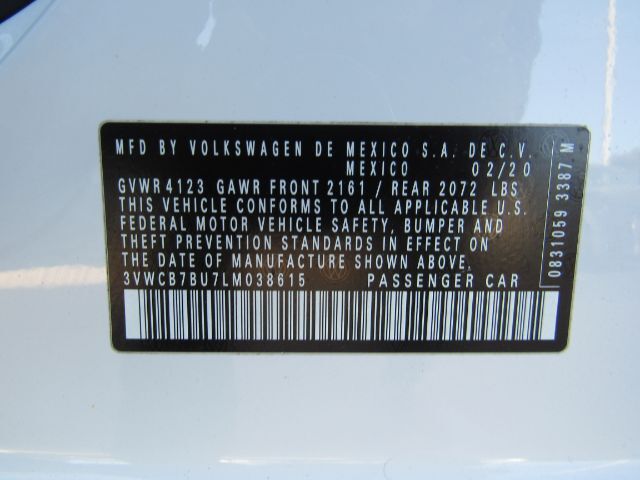 MFD BY VOLKSWAGEN DE MEXICO S.A. DE C.V.
MEXICO 02/20
GVWR 4123 GAWR FRONT 2161 / REAR 2072 LBS
THIS VEHICLE CONFORMS TO ALL APPLICABLE U.S.
FEDERAL MOTOR VEHICLE SAFETY, BUMPER AND
THEFT PREVENTION STANDARDS IN EFFECT ON
THE DATE OF MANUFACTURE SHOWN ABOVE.
3VWCB7BU7LM038615 PASSENGER CAR
0831059 3387 M